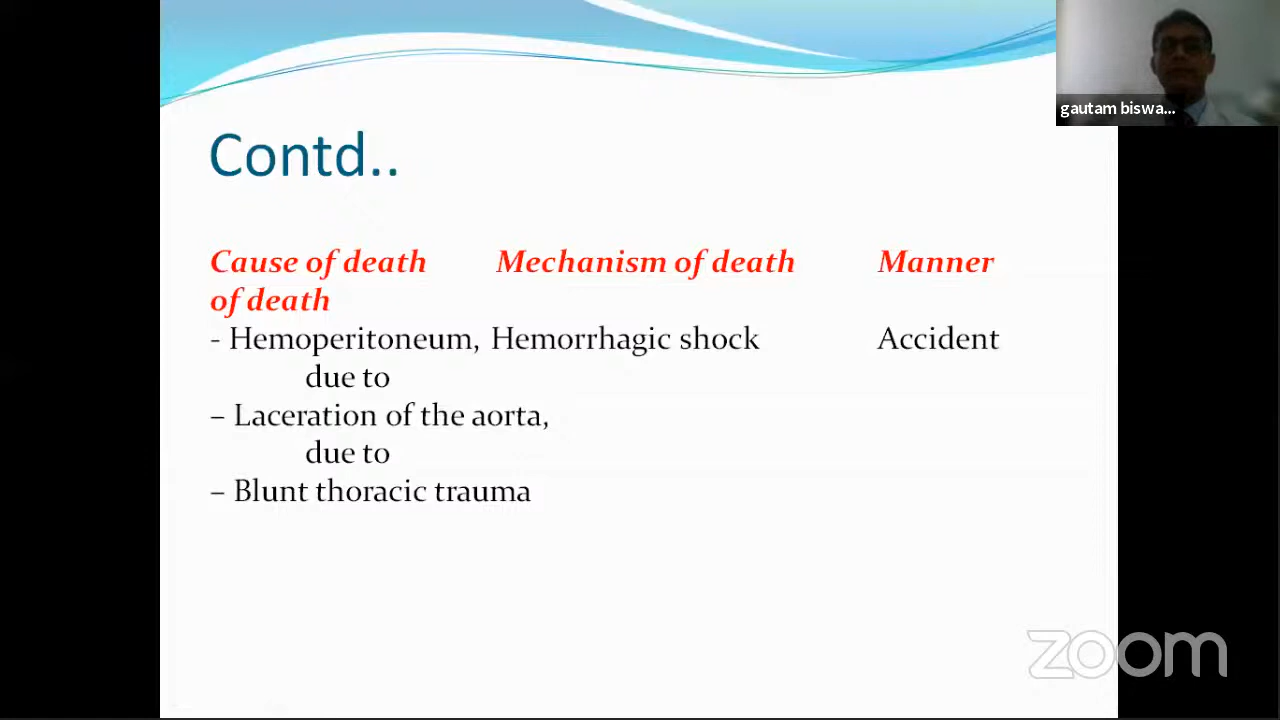 gautam biswa...
Contd..
Cause of death Mechanism of death Manner
of death
- Hemoperitoneum, Hemorrhagic shock Accident
due to
– Laceration of the aorta,
due to
– Blunt thoracic trauma
zoom